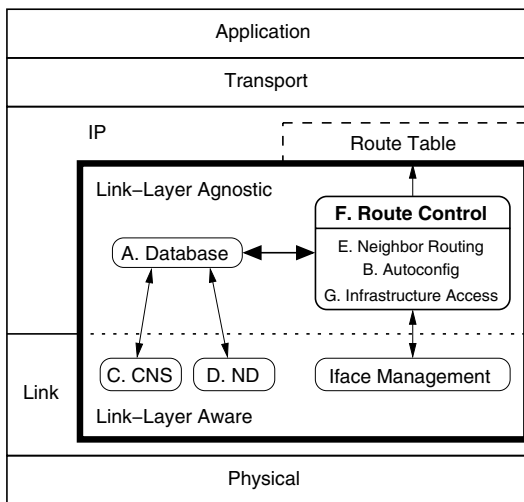 Application
Transport
IP
Route Table
Link−Layer Agnostic
F. Route Control
A. Database
E. Neighbor Routing
B. Autoconfig
G. Infrastructure Access
C. CNS
D. ND
Iface Management
Link
Link−Layer Aware
Physical